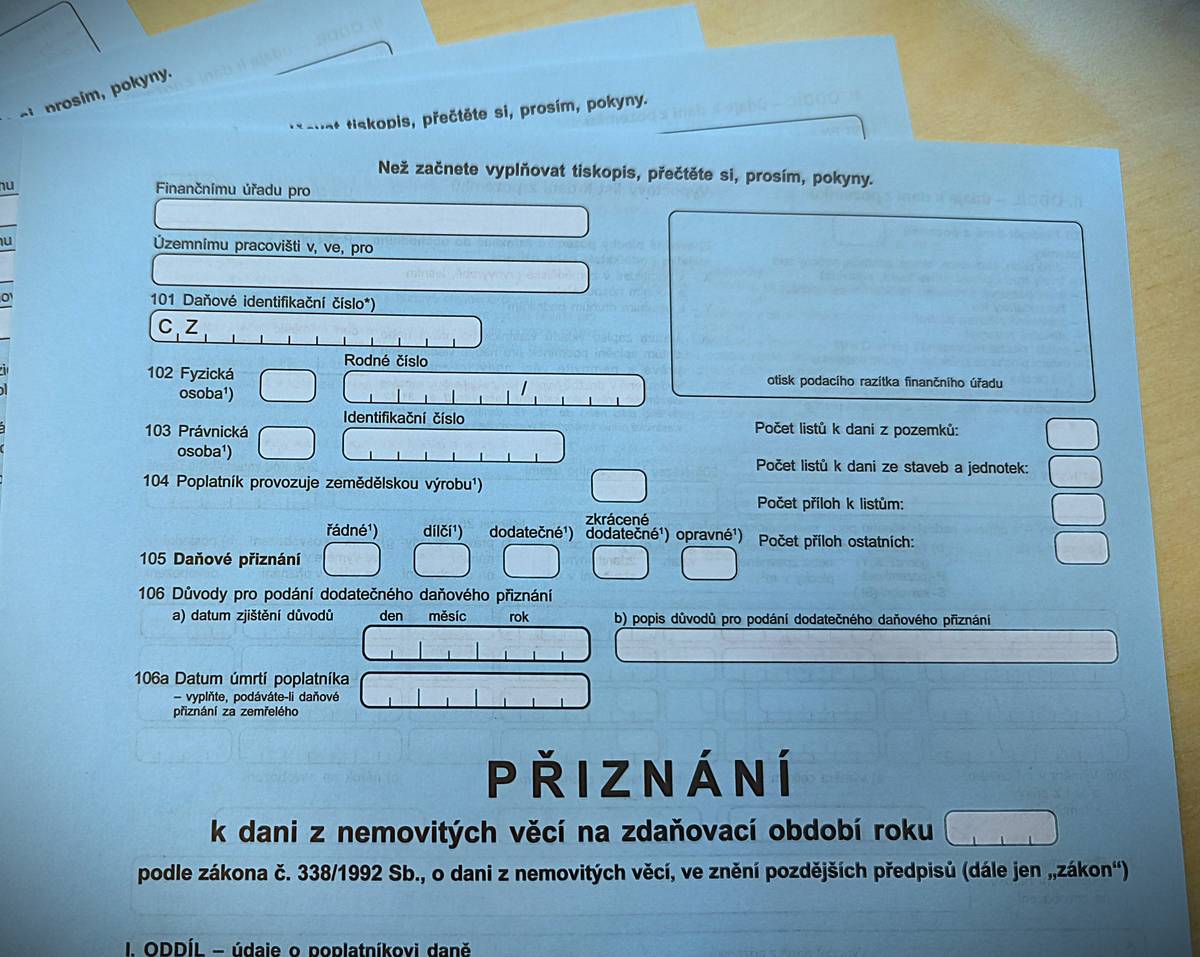 prosím, pokyny.
tiskopis, přečtěte si, prosím, pokyny.
Než začnete vyplňovat tiskopis, přečtěte si, prosím, pokyny.
Finančnímu úřadu pro
Územnímu pracovišti v, ve, pro
101 Daňové identifikační číslo*)
C Z
102 Fyzická osoba¹)
Rodné číslo
/
otisk podacího razítka finančního úřadu
103 Právnická osoba¹)
Identifikační číslo
104 Poplatník provozuje zemědělskou výrobu¹)
Počet listů k dani z pozemků:
Počet listů k dani ze staveb a jednotek:
Počet příloh k listům:
Počet příloh ostatních:
105 Daňové přiznání
řádné¹) dílčí¹) dodatečné¹) zkrácené dodatečné¹) opravné¹)
106 Důvody pro podání dodatečného daňového přiznání
a) datum zjištění důvodů den měsíc rok
b) popis důvodů pro podání dodatečného daňového přiznání
106a Datum úmrtí poplatníka
– vyplňte, podáváte-li daňové
přiznání za zemřelého
PŘIZNÁNÍ
k dani z nemovitých věcí na zdaňovací období roku
podle zákona č. 338/1992 Sb., o dani z nemovitých věcí, ve znění pozdějších předpisů (dále jen „zákon“)
I. ODDÍL – údaje o poplatníkovi daně